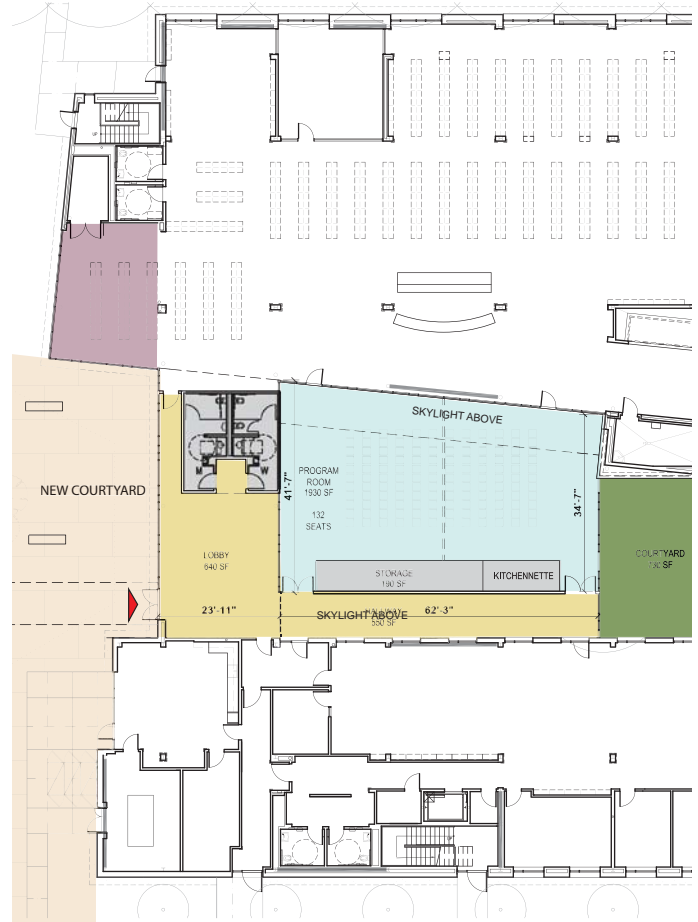 UP
SKYLIGHT ABOVE
M
W
PROGRAM
ROOM
1930 SF
132
SEATS
41'-7"
34'-7"
NEW COURTYARD
LOBBY
640 SF
COURTYARD
STORAGE
190 SF
KITCHENNETTE
23'-11"
SKYLIGHT ABOVE
62'-3"
550 SF